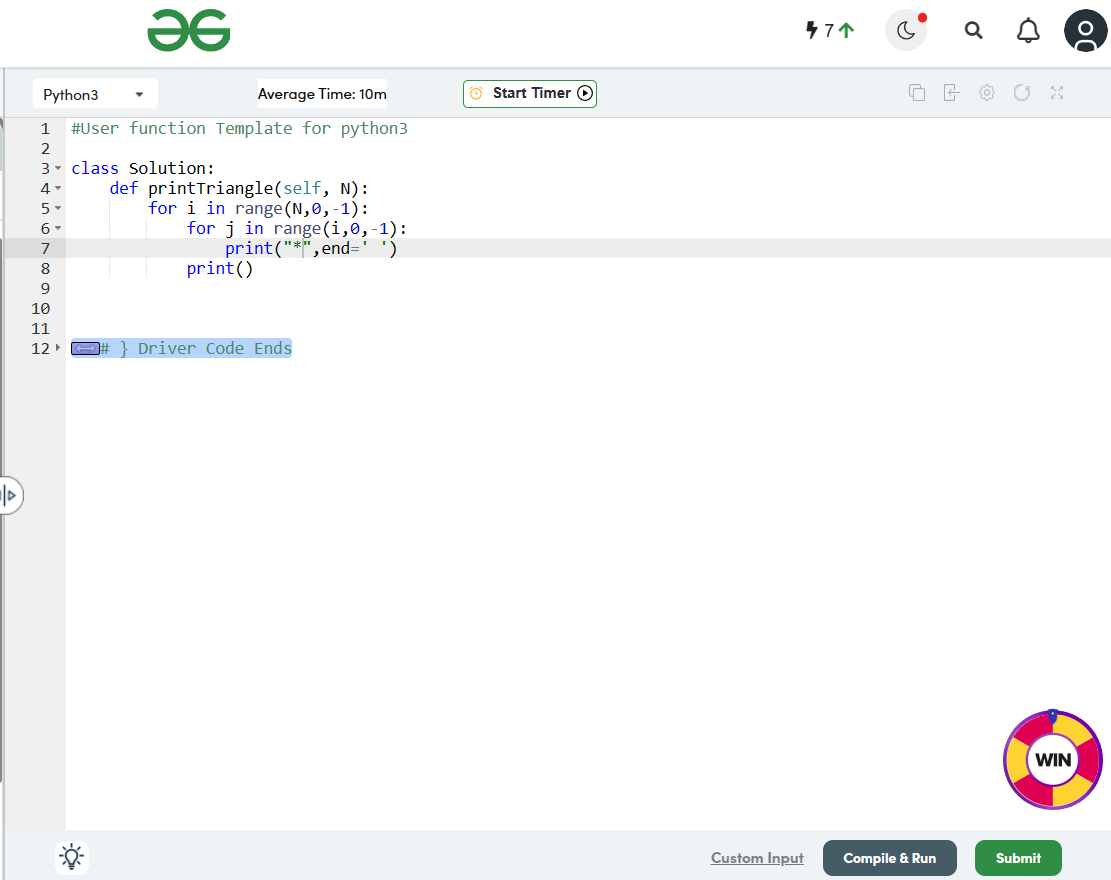 7
Python3
Average Time: 10m
Start Timer
1 #User function Template for python3
2
3 class Solution:
4     def printTriangle(self, N):
5         for i in range(N,0,-1):
6             for j in range(i,0,-1):
7                 print("*",end=' ')
8             print()
9
10
11
12 # } Driver Code Ends
WIN
Custom Input
Compile & Run
Submit